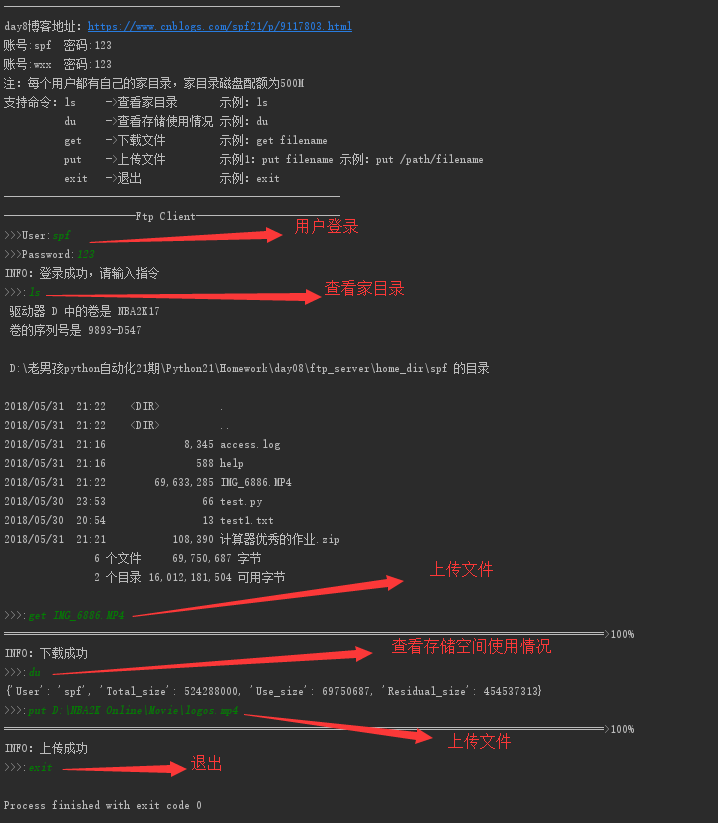 day8博客地址：https://www.cnblogs.com/spf21/p/9117803.html
账号:spf 密码:123
账号:wxx 密码:123
注：每个用户都有自己的家目录，家目录磁盘配额为500M
支持命令：ls ->查看家目录 示例：ls
du ->查看存储使用情况 示例：du
get ->下载文件 示例：get filename
put ->上传文件 示例1：put filename 示例：put /path/filename
exit ->退出 示例：exit
Ftp Client
>>>User:spf 用户登录
>>>Password:123
INFO：登录成功，请输入指令
>>>:ls 查看家目录
驱动器 D 中的卷是 NBA2K17
卷的序列号是 9893-D547
D:\老男孩python自动化21期\Python21\Homework\day08\ftp_server\home_dir\spf 的目录
2018/05/31 21:22 <DIR> .
2018/05/31 21:22 <DIR> ..
2018/05/31 21:16 8,345 access.log
2018/05/31 21:16 588 help
2018/05/31 21:22 69,633,285 IMG_6886.MP4
2018/05/30 23:53 66 test.py
2018/05/30 20:54 13 test1.txt
2018/05/31 21:21 108,390 计算器优秀的作业.zip
6 个文件 69,750,687 字节
2 个目录 16,012,181,504 可用字节
上传文件
>>>:get IMG_6886.MP4
>100%
INFO：下载成功 查看存储空间使用情况
>>>:du
{'User': 'spf', 'Total_size': 524288000, 'Use_size': 69750687, 'Residual_size': 454537313}
>>>:put D:\NBA2K Online\Movie\logos.mp4
>100%
上传文件
INFO：上传成功
>>>:exit 退出
Process finished with exit code 0